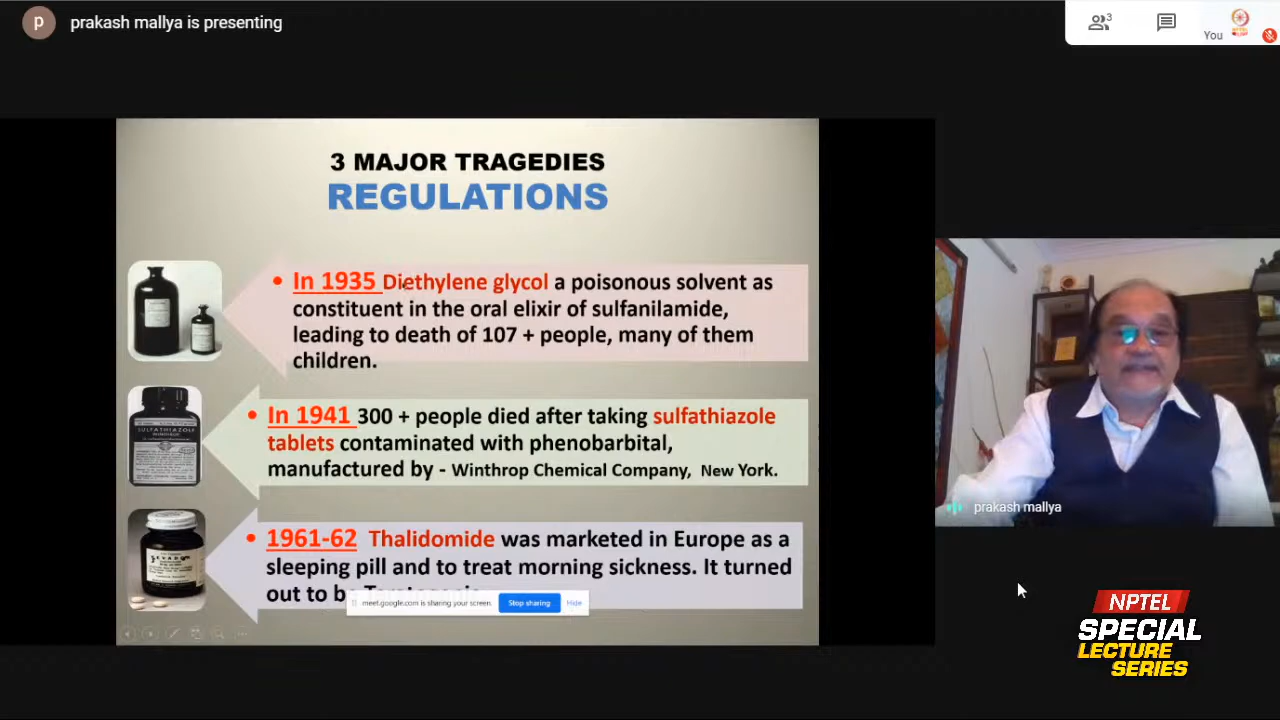 p
prakash mallya is presenting
3
You
3 MAJOR TRAGEDIES
REGULATIONS
• In 1935 Diethylene glycol a poisonous solvent as
constituent in the oral elixir of sulfanilamide,
leading to death of 107 + people, many of them
children.
SULFATHIAZOLE
• In 1941 300 + people died after taking sulfathiazole
tablets contaminated with phenobarbital,
manufactured by - Winthrop Chemical Company, New York.
• 1961-62 Thalidomide was marketed in Europe as a
sleeping pill and to treat morning sickness. It turned
out to be
meet.google.com is sharing your screen. Stop sharing Hide
prakash mallya
NPTEL
SPECIAL
LECTURE
SERIES